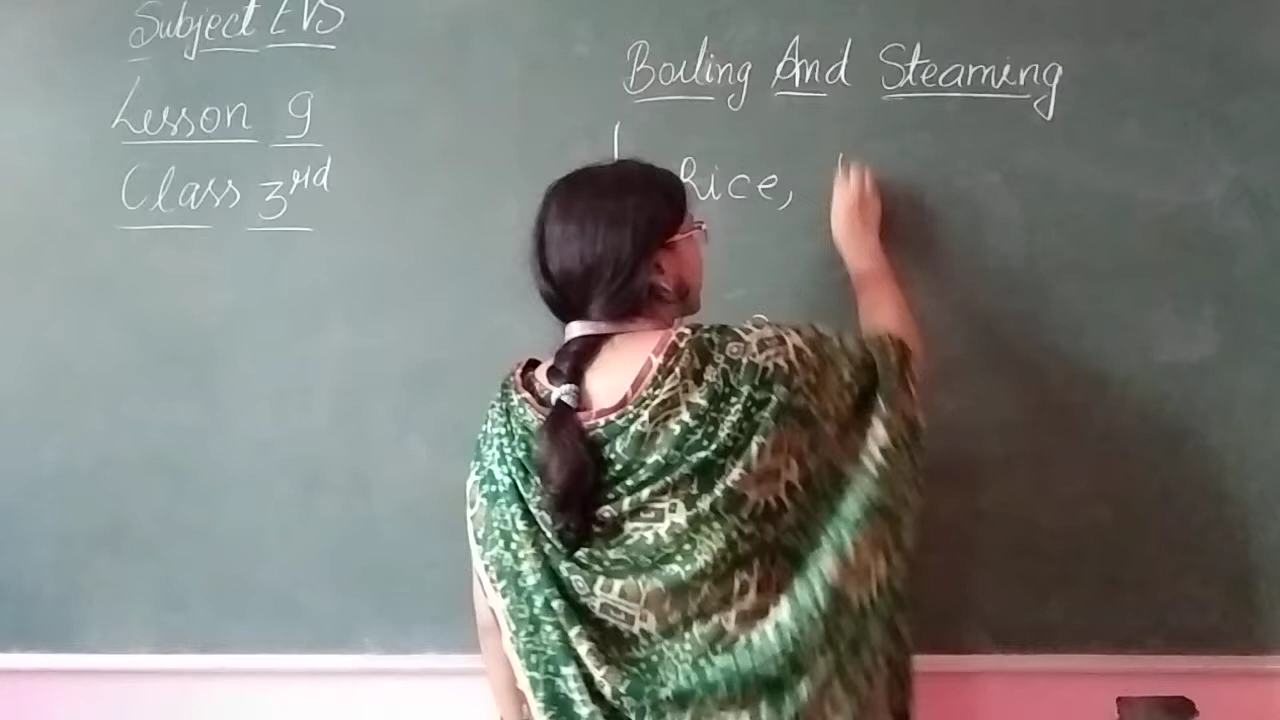 Subject EVS
Lesson 9
Class 3rd
Boiling And Steaming
Rice,